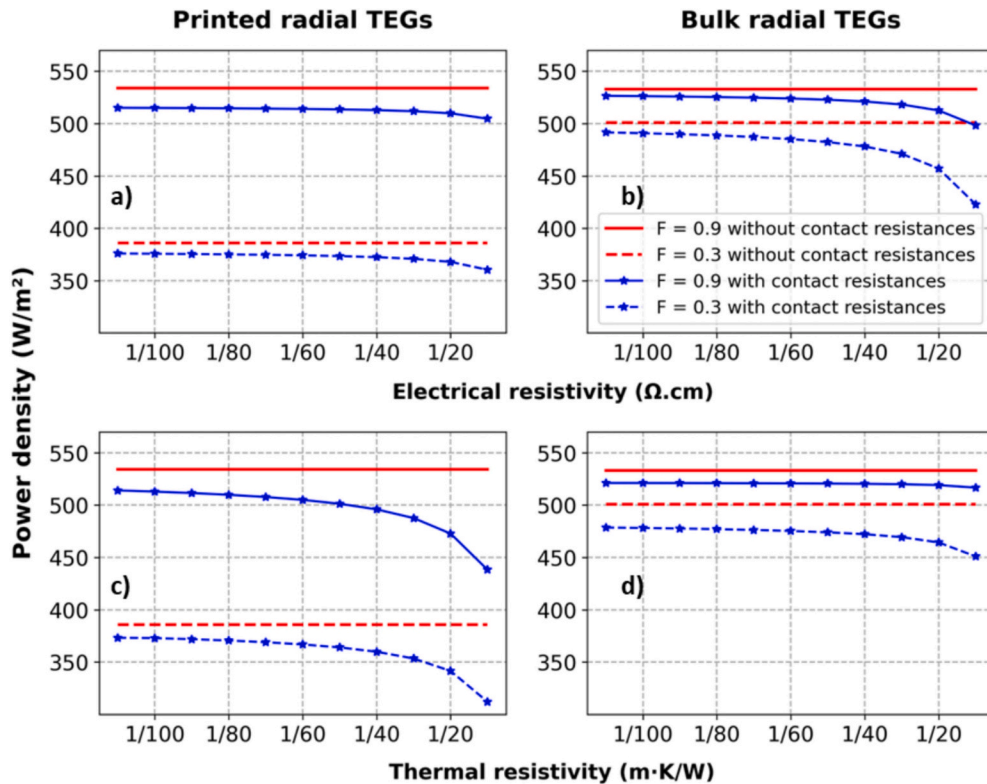 Printed radial TEGs
Bulk radial TEGs
550
500
450
400
350
a)
1/100 1/80 1/60 1/40 1/20
550
500
450
400
350
b)
F = 0.9 without contact resistances
F = 0.3 without contact resistances
F = 0.9 with contact resistances
F = 0.3 with contact resistances
1/100 1/80 1/60 1/40 1/20
Electrical resistivity (Ω.cm)
Power density (W/m²)
550
500
450
400
350
c)
1/100 1/80 1/60 1/40 1/20
550
500
450
400
350
d)
1/100 1/80 1/60 1/40 1/20
Thermal resistivity (m·K/W)